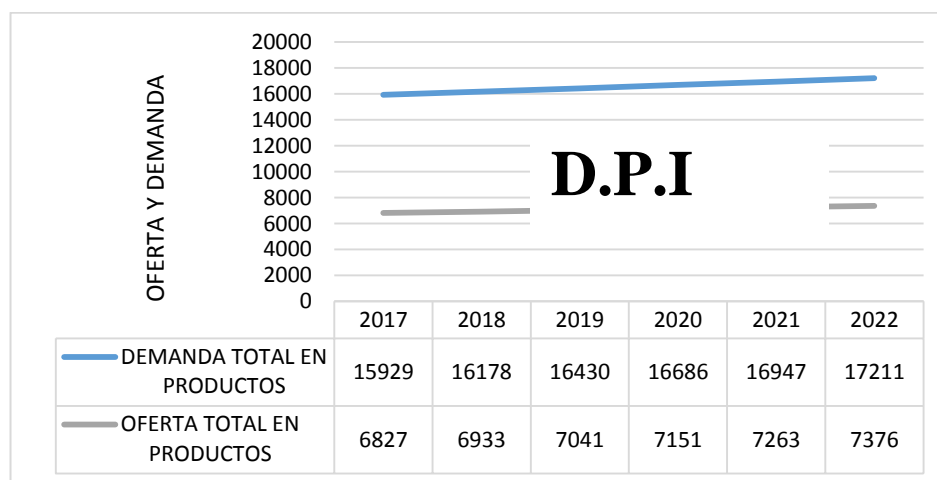 OFERTA Y DEMANDA
20000
18000
16000
14000
12000
10000
8000
6000
4000
2000
0
D.P.I
2017 2018 2019 2020 2021 2022
DEMANDA TOTAL EN
PRODUCTOS
15929 16178 16430 16686 16947 17211
OFERTA TOTAL EN
PRODUCTOS
6827 6933 7041 7151 7263 7376